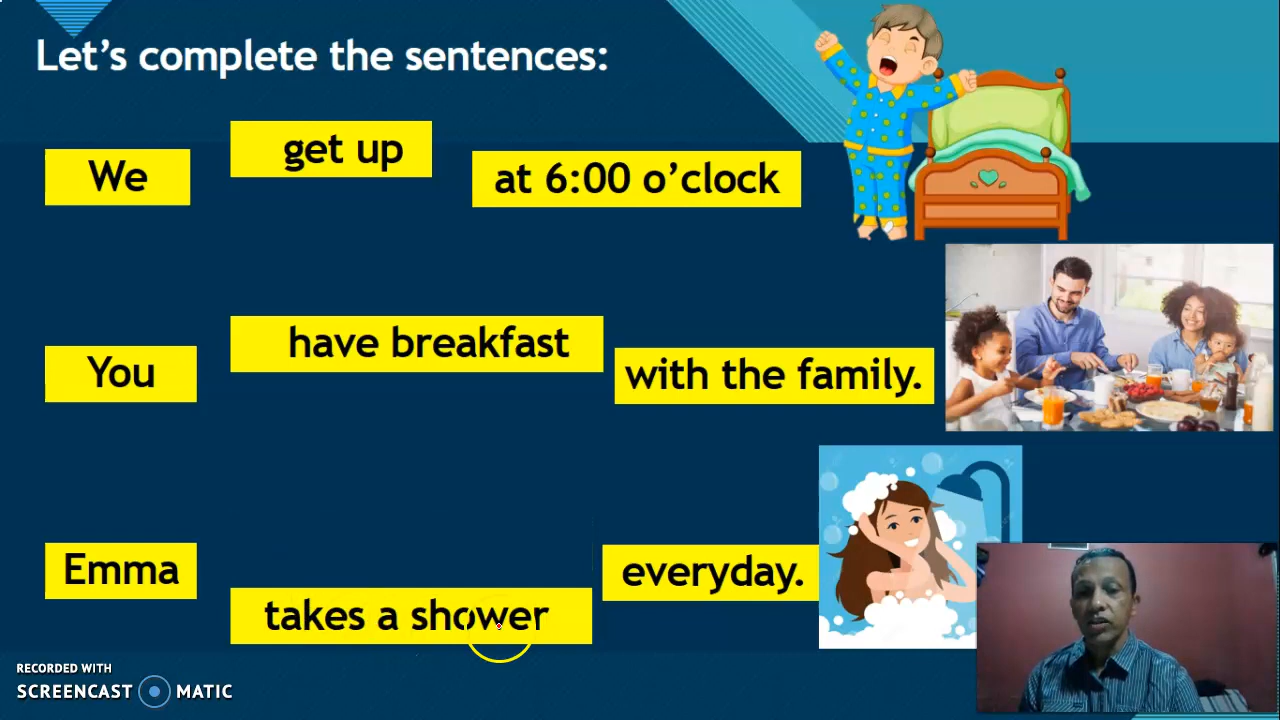 Let's complete the sentences:
We get up at 6:00 o'clock
You have breakfast with the family.
Emma takes a shower everyday.
RECORDED WITH
SCREENCAST MATIC